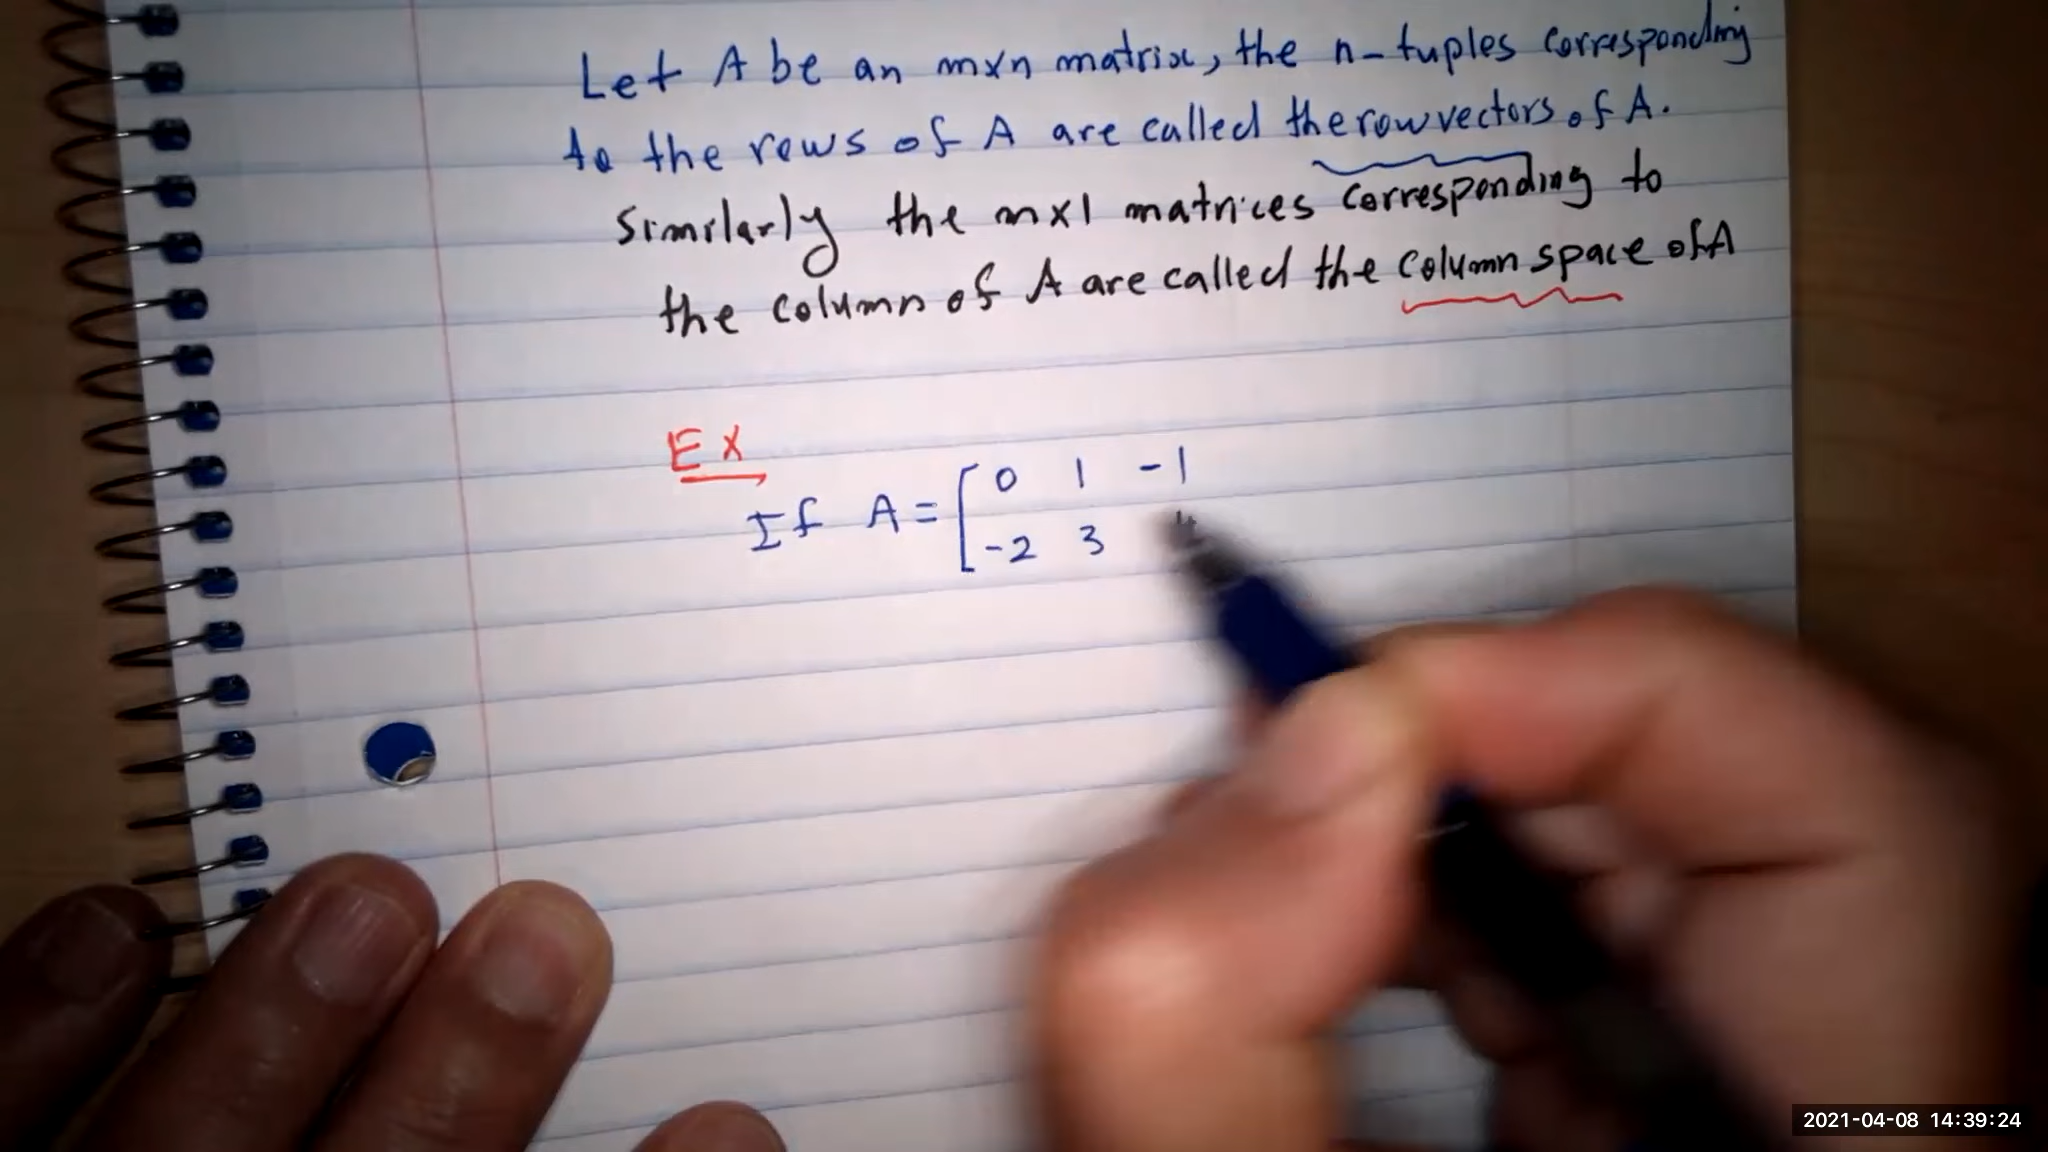 Let A be an mxn matrix, the n-tuples corresponding
to the rows of A are called the row vectors of A.
Similarly the mx1 matrices corresponding to
the column of A are called the column space of A
Ex
If A = [ 0 1 -1
-2 3
2021-04-08 14:39:24